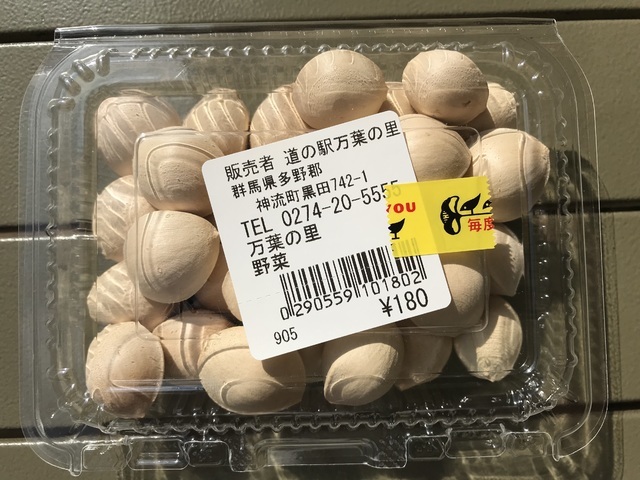 販売者 道の駅万葉の里
群馬県多野郡
神流町黒田742-1
TEL 0274-20-5555
万葉の里
野菜
0290559101802
¥180
905
YOU
毎度